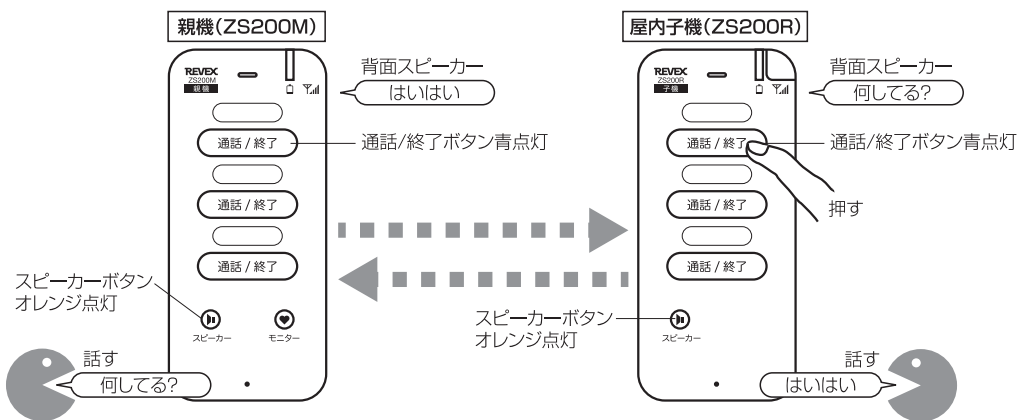 親機(ZS200M)
背面スピーカー
はいはい
REVEX
ZS200M
親機
通話/終了
通話/終了ボタン青点灯
通話/終了
通話/終了
スピーカーボタン
オレンジ点灯
スピーカー
モニター
話す
何してる?
屋内子機(ZS200R)
背面スピーカー
何してる?
REVEX
ZS200R
子機
通話/終了
通話/終了ボタン青点灯
押す
通話/終了
通話/終了
スピーカーボタン
オレンジ点灯
スピーカー
話す
はいはい